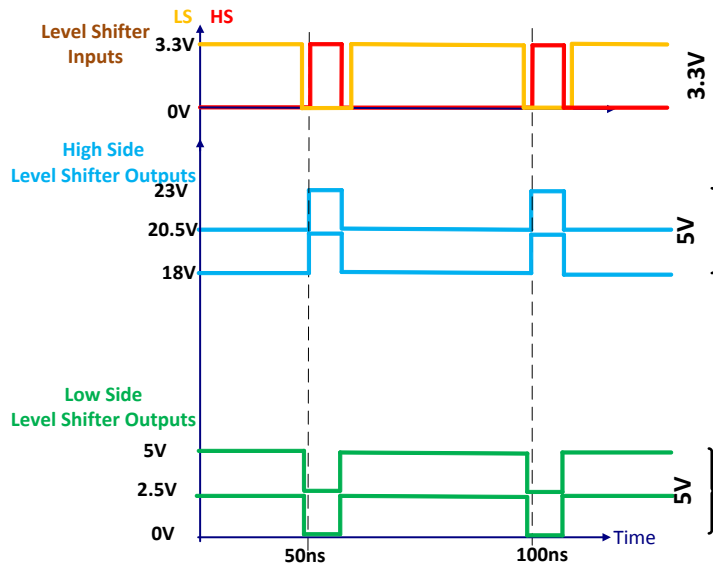 LS HS
Level Shifter
Inputs
3.3V
0V
3.3V
High Side
Level Shifter Outputs
23V
20.5V
18V
5V
Low Side
Level Shifter Outputs
5V
2.5V
0V
5V
Time
50ns
100ns